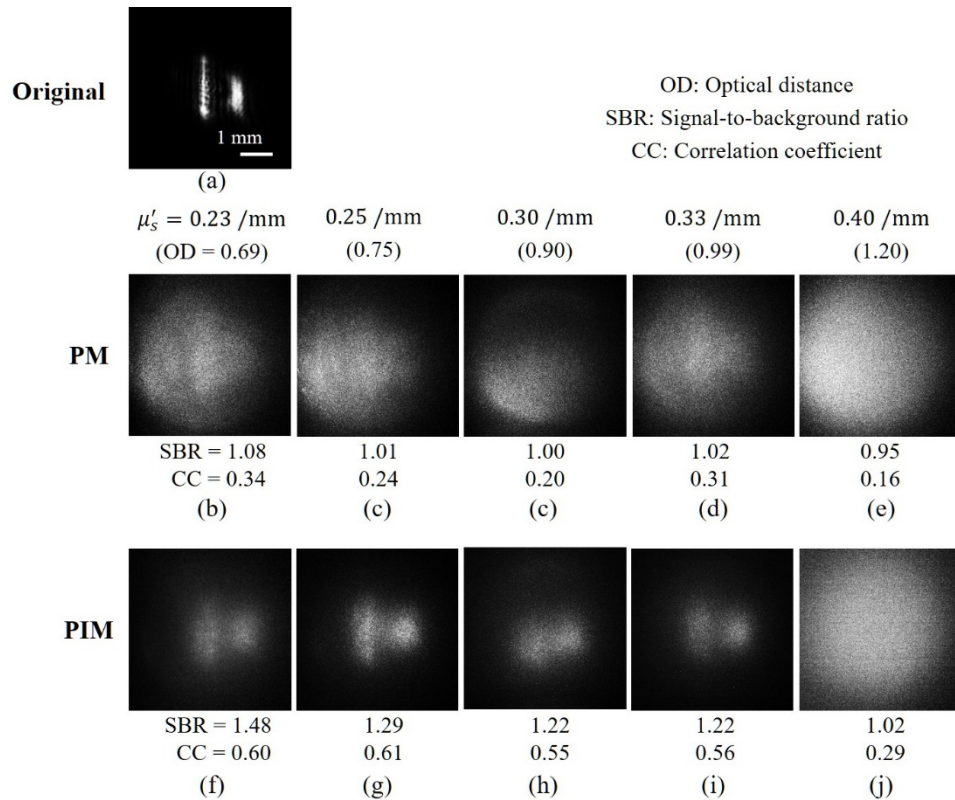 Original
1 mm
(a)
OD: Optical distance
SBR: Signal-to-background ratio
CC: Correlation coefficient
μ′ₛ = 0.23 /mm 0.25 /mm 0.30 /mm 0.33 /mm 0.40 /mm
(OD = 0.69) (0.75) (0.90) (0.99) (1.20)
PM
SBR = 1.08 1.01 1.00 1.02 0.95
CC = 0.34 0.24 0.20 0.31 0.16
(b) (c) (c) (d) (e)
PIM
SBR = 1.48 1.29 1.22 1.22 1.02
CC = 0.60 0.61 0.55 0.56 0.29
(f) (g) (h) (i) (j)